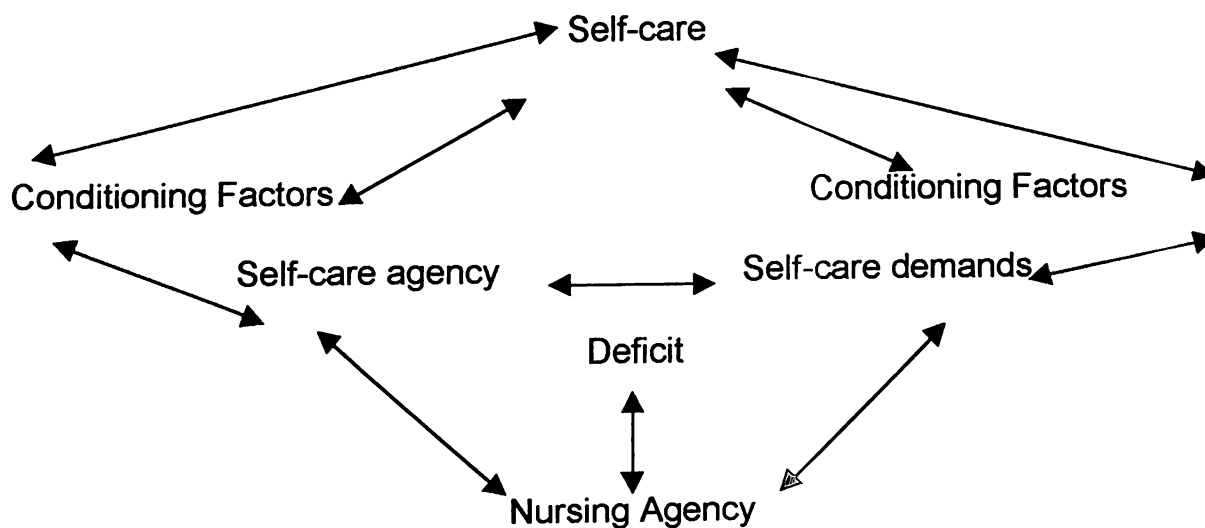 Self-care
Conditioning Factors
Conditioning Factors
Self-care agency
Self-care demands
Deficit
Nursing Agency